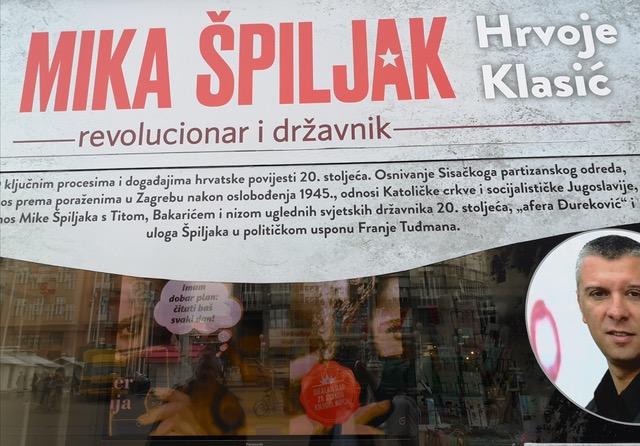 MIKA ŠPILJAK
Hrvoje
Klasić
revolucionar i državnik
ključnim procesima i događajima hrvatske povijesti 20. stoljeća. Osnivanje Sisačkoga partizanskog odreda,
os prema poraženima u Zagrebu nakon oslobođenja 1945., odnosi Katoličke crkve i socijalističke Jugoslavije,
nos Mike Špiljaka s Titom, Bakarićem i nizom uglednih svjetskih državnika 20. stoljeća, „afera Đureković“ i
uloga Špiljaka u političkom usponu Franje Tuđmana.
Imam
dobar plan:
čitati baš
svaki dan!